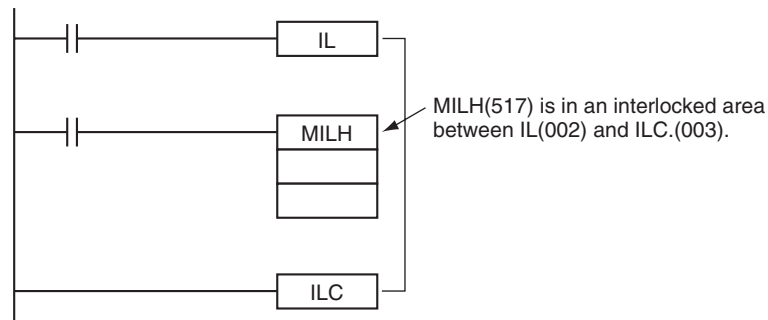 IL
MILH
MILH(517) is in an interlocked area
between IL(002) and ILC.(003).
ILC